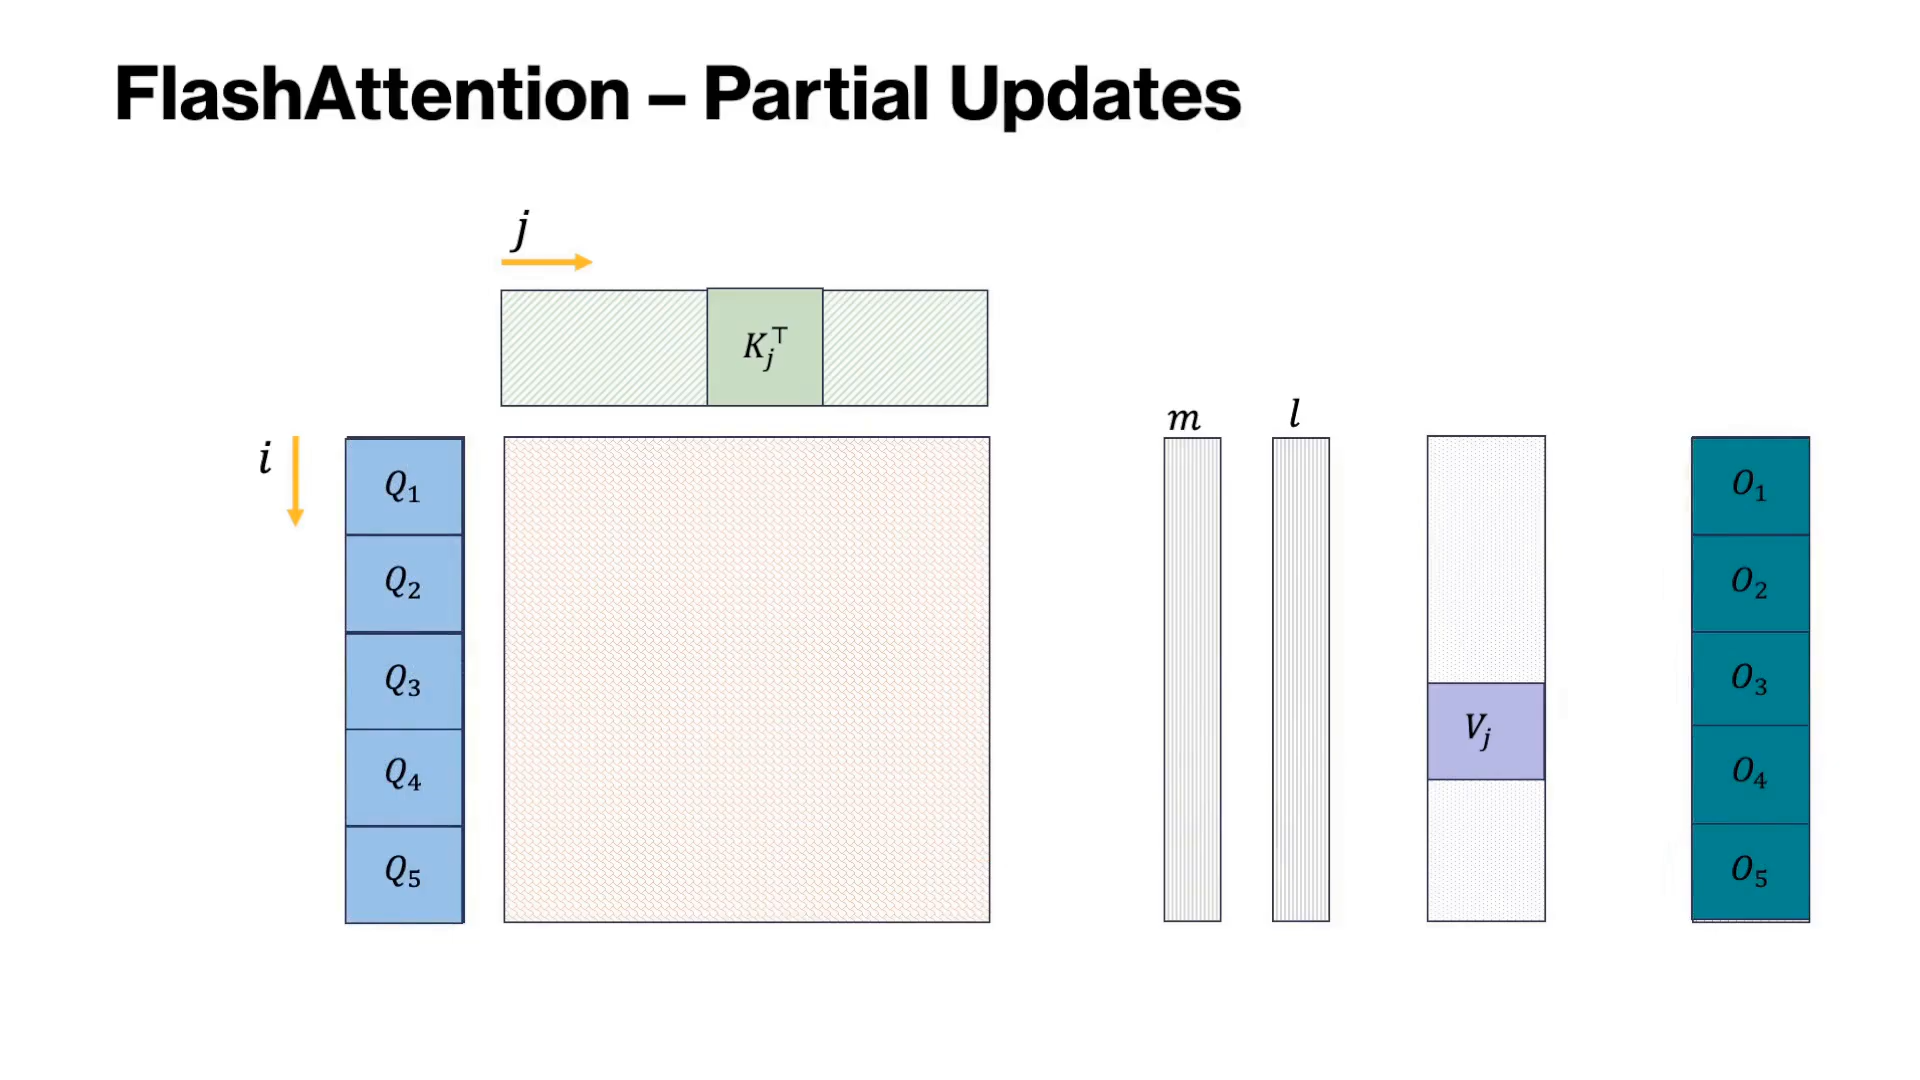 FlashAttention – Partial Updates
j
K_j^⊤
m
l
i
Q_1
Q_2
Q_3
Q_4
Q_5
V_j
O_1
O_2
O_3
O_4
O_5